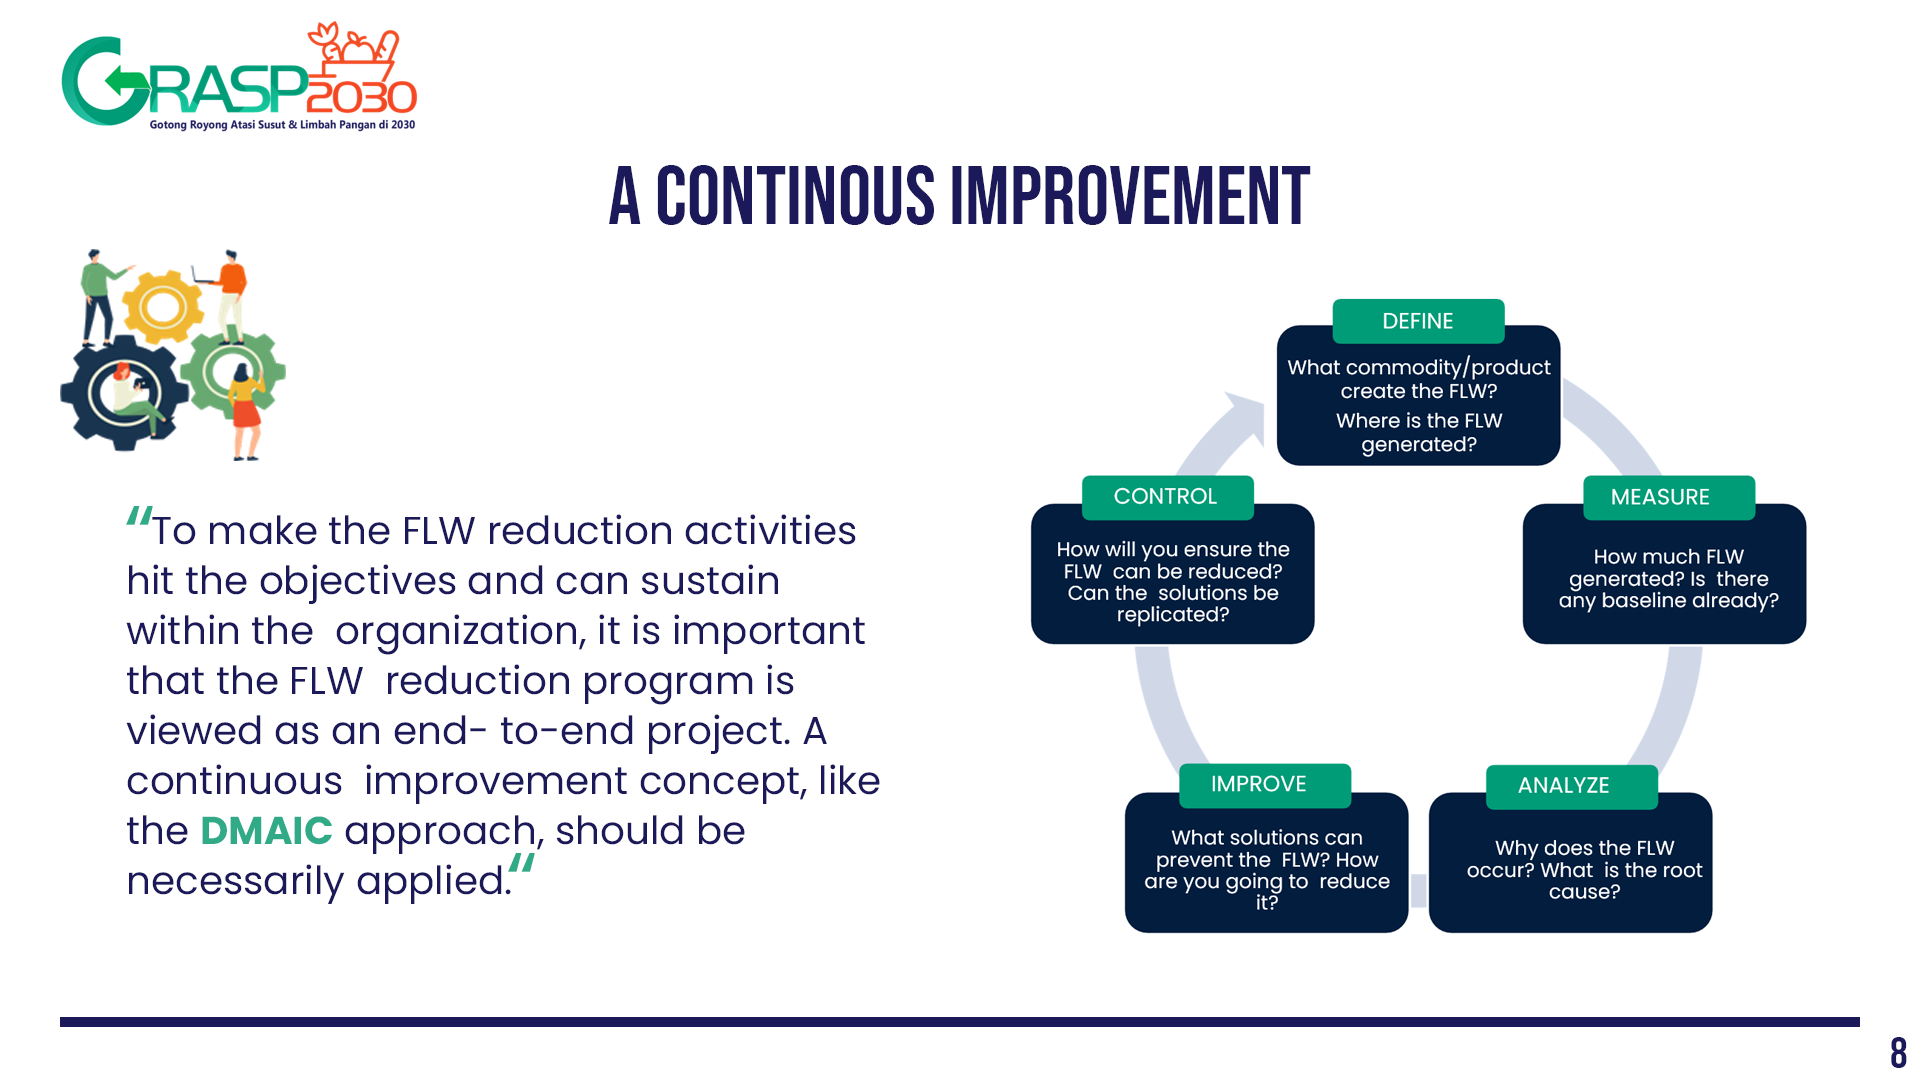 GRASP
2030
Gotong Royong Atasi Susut & Limbah Pangan di 2030
A CONTINOUS IMPROVEMENT
“To make the FLW reduction activities
hit the objectives and can sustain
within the  organization, it is important
that the FLW  reduction program is
viewed as an end- to-end project. A
continuous  improvement concept, like
the DMAIC approach, should be
necessarily applied.“
DEFINE
What commodity/product
create the FLW?
Where is the FLW
generated?
MEASURE
How much FLW
generated? Is  there
any baseline already?
ANALYZE
Why does the FLW
occur? What  is the root
cause?
IMPROVE
What solutions can
prevent the  FLW? How
are you going to  reduce
it?
CONTROL
How will you ensure the
FLW  can be reduced?
Can the  solutions be
replicated?
8